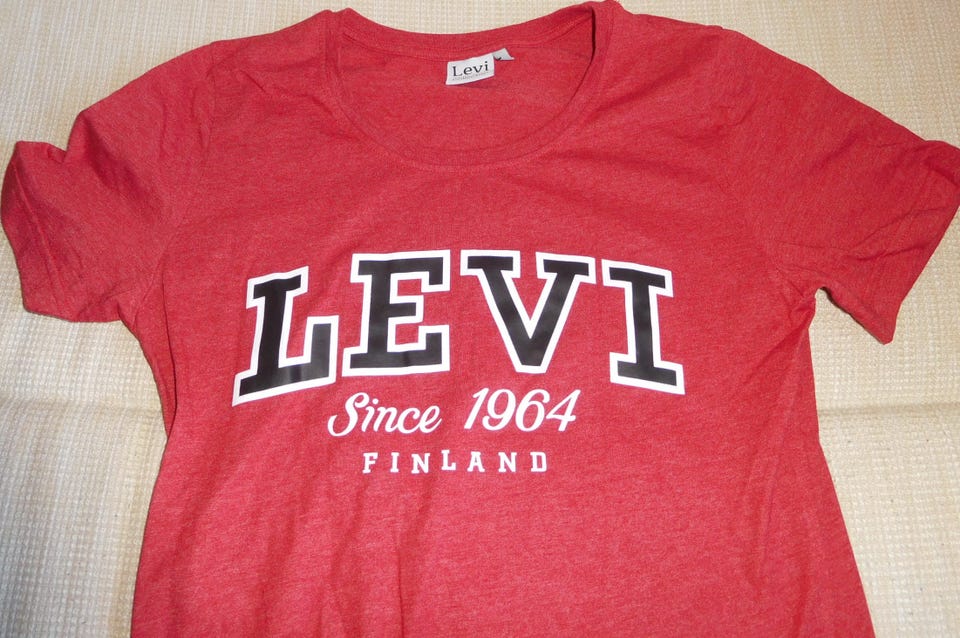 Levi
LEVI
Since 1964
FINLAND